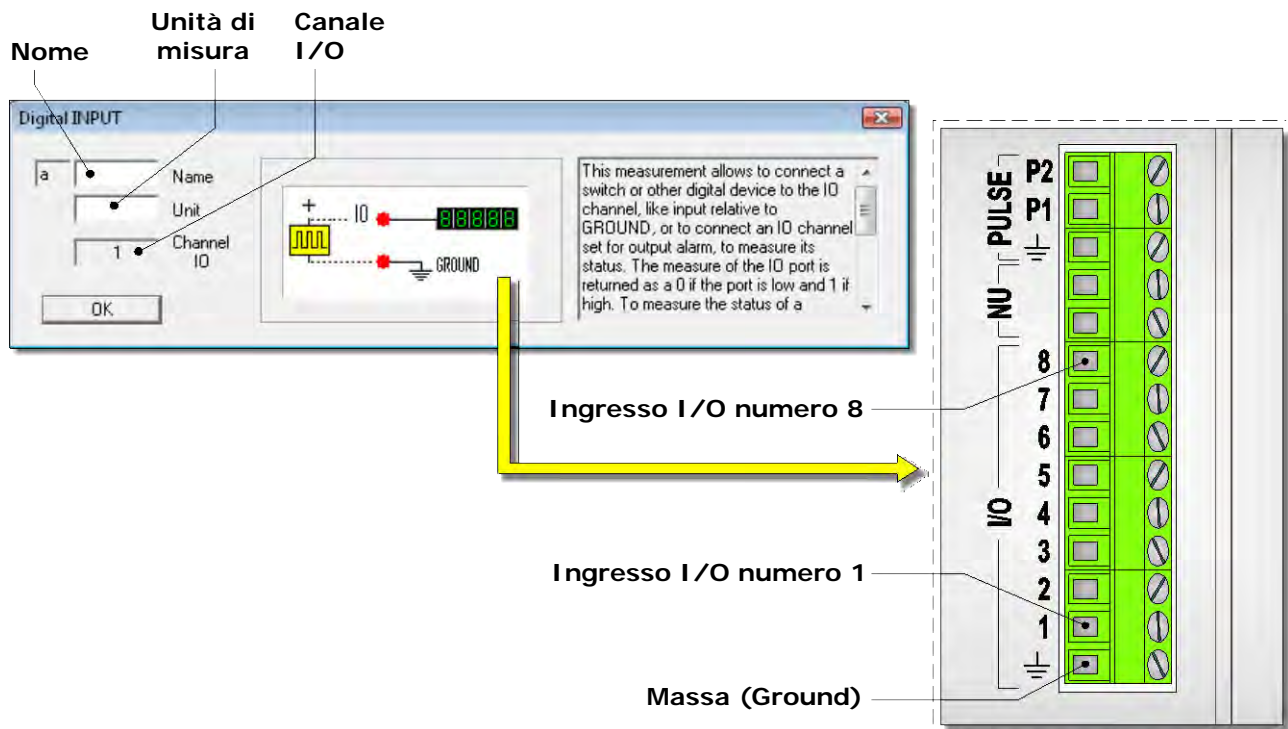 Unità di
misura
Canale
I/O
Nome
Digital INPUT
a
Name
Unit
1
Channel
IO
OK
+
IO
88888
GROUND
This measurement allows to connect a
switch or other digital device to the IO
channel, like input relative to
GROUND, or to connect an IO channel
set for output alarm, to measure its
status. The measure of the IO port is
returned as a 0 if the port is low and 1 if
high. To measure the status of a
PULSE
P2
P1
NU
I/O
8
7
6
5
4
3
2
1
Ingresso I/O numero 8
Ingresso I/O numero 1
Massa (Ground)